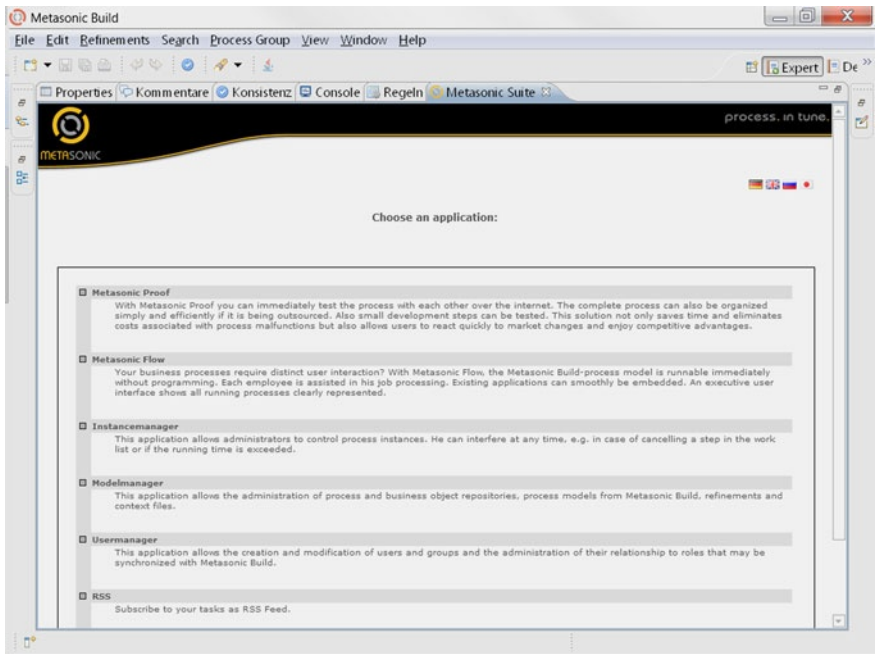 Metasonic Build
File Edit Refinements Search Process Group View Window Help
Expert De
Properties Kommentare Konsistenz Console Regeln Metasonic Suite
process. in tune.
METASONIC
Choose an application:
Metasonic Proof
With Metasonic Proof you can immediately test the process with each other over the internet. The complete process can also be organized
simply and efficiently if it is being outsourced. Also small development steps can be tested. This solution not only saves time and eliminates
costs associated with process malfunctions but also allows users to react quickly to market changes and enjoy competitive advantages.
Metasonic Flow
Your business processes require distinct user interaction? With Metasonic Flow, the Metasonic Build-process model is runnable immediately
without programming. Each employee is assisted in his job processing. Existing applications can smoothly be embedded. An executive user
interface shows all running processes clearly represented.
Instancemanager
This application allows administrators to control process instances. He can interfere at any time, e.g. in case of cancelling a step in the work
list or if the running time is exceeded.
Modelmanager
This application allows the administration of process and business object repositories, process models from Metasonic Build, refinements and
context files.
Usermanager
This application allows the creation and modification of users and groups and the administration of their relationship to roles that may be
synchronized with Metasonic Build.
RSS
Subscribe to your tasks as RSS Feed.